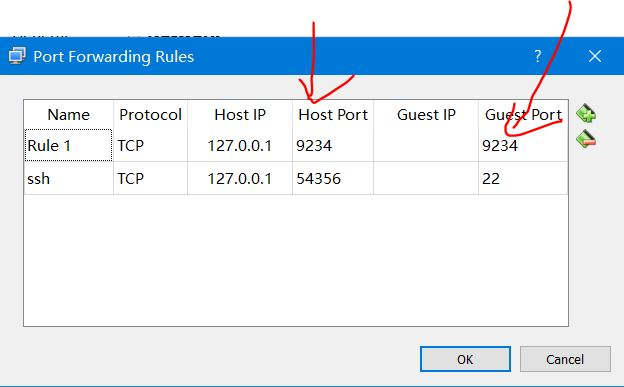 Port Forwarding Rules
?
Name Protocol Host IP Host Port Guest IP Guest Port
Rule 1 TCP 127.0.0.1 9234 9234
ssh TCP 127.0.0.1 54356 22
OK Cancel